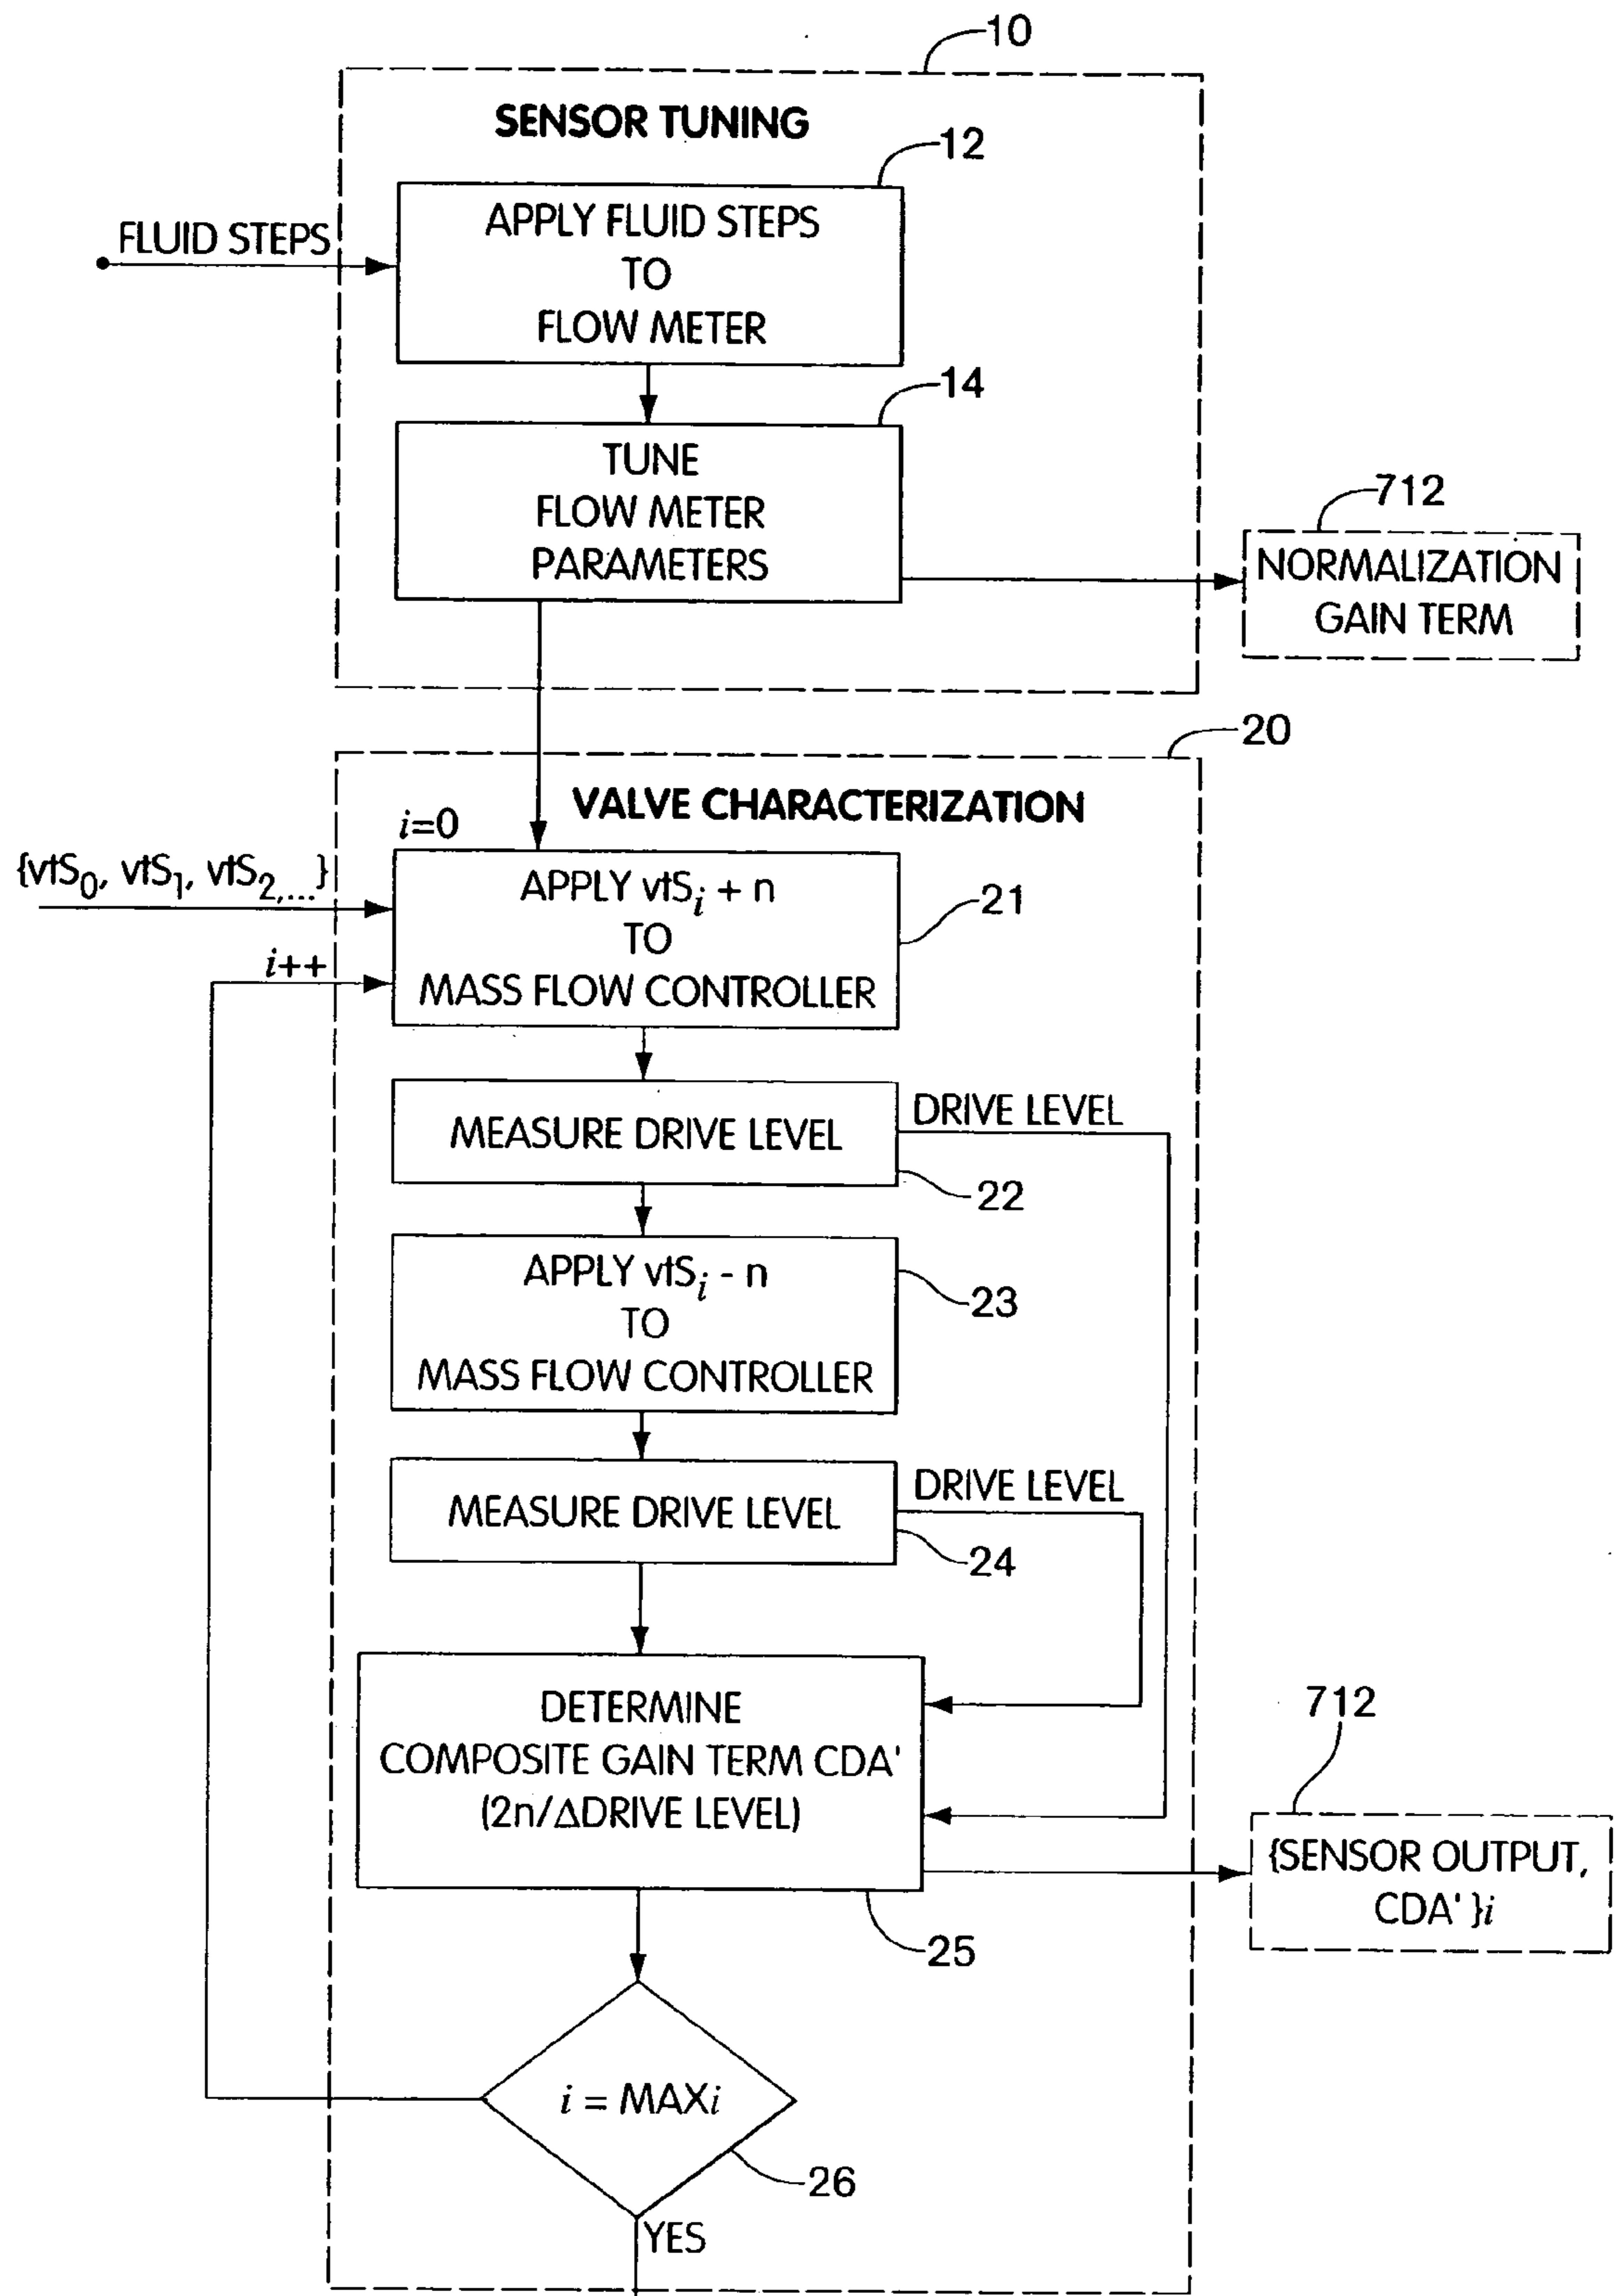 10
SENSOR TUNING
12
FLUID STEPS
APPLY FLUID STEPS
TO
FLOW METER
14
TUNE
FLOW METER
PARAMETERS
712
NORMALIZATION
GAIN TERM
20
VALVE CHARACTERIZATION
i=0
{vtS0, vtS1, vtS2,...}
APPLY vtSi + n
TO
MASS FLOW CONTROLLER
21
i++
MEASURE DRIVE LEVEL
DRIVE LEVEL
22
APPLY vtSi - n
TO
MASS FLOW CONTROLLER
23
MEASURE DRIVE LEVEL
DRIVE LEVEL
24
DETERMINE
COMPOSITE GAIN TERM CDA'
(2n/ΔDRIVE LEVEL)
25
712
{SENSOR OUTPUT,
CDA' }i
i = MAXi
26
YES